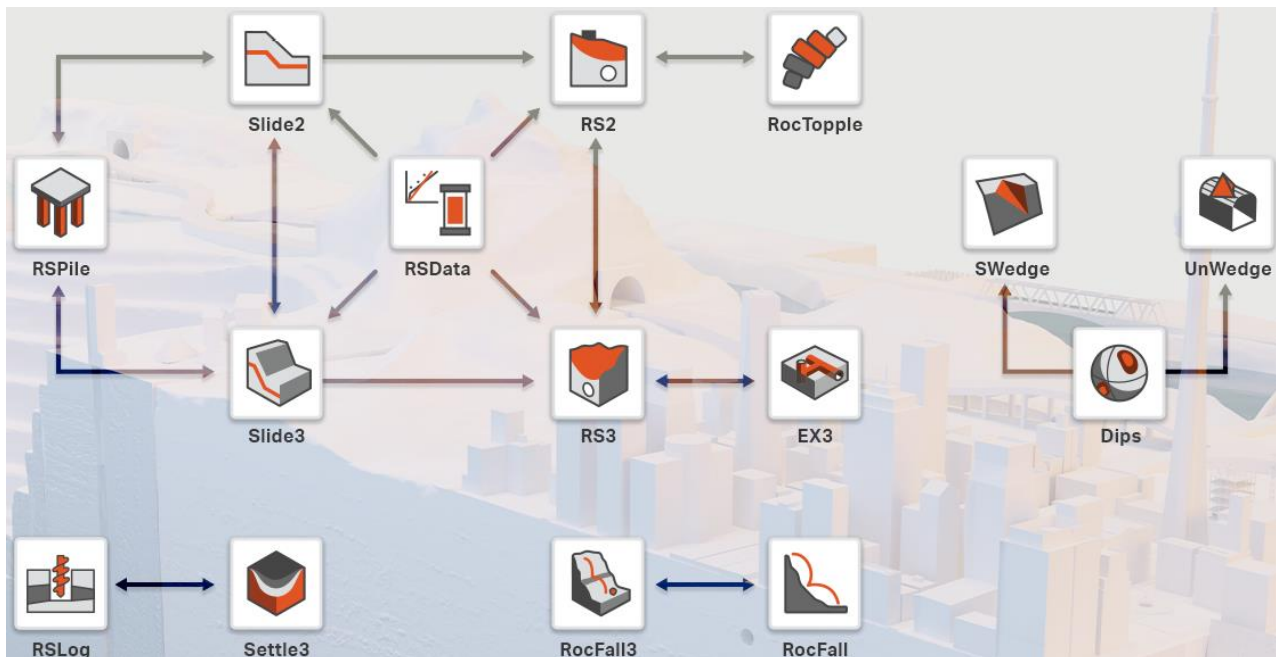 Slide2
RS2
RocTopple
RSPile
RSData
SWedge
UnWedge
Slide3
RS3
EX3
Dips
RSLog
Settle3
RocFall3
RocFall